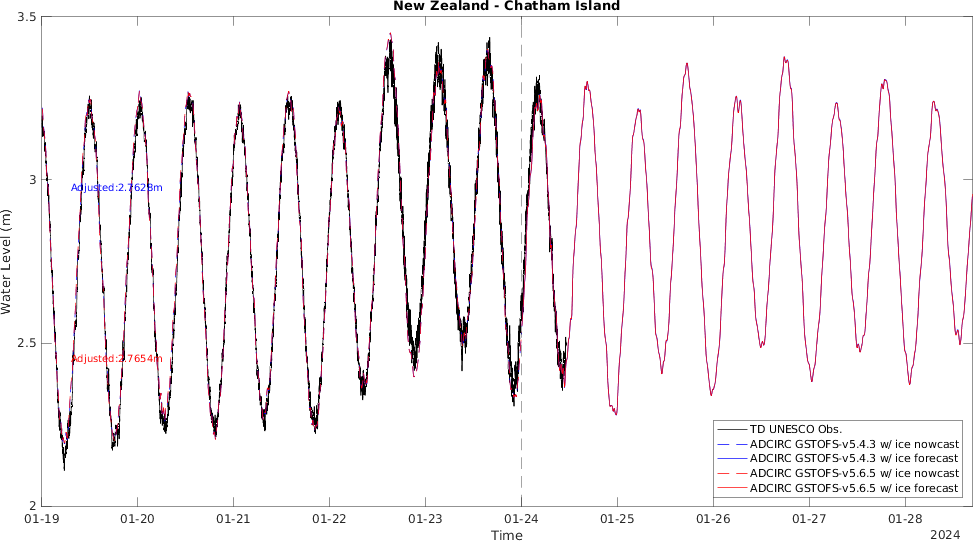 New Zealand - Chatham Island
3.5
3
2.5
2
Water Level (m)
Adjusted:2.7628m
Adjusted:2.7654m
TD UNESCO Obs.
ADCIRC GSTOFS-v5.4.3 w/ ice nowcast
ADCIRC GSTOFS-v5.4.3 w/ ice forecast
ADCIRC GSTOFS-v5.6.5 w/ ice nowcast
ADCIRC GSTOFS-v5.6.5 w/ ice forecast
01-19 01-20 01-21 01-22 01-23 01-24 01-25 01-26 01-27 01-28
Time
2024